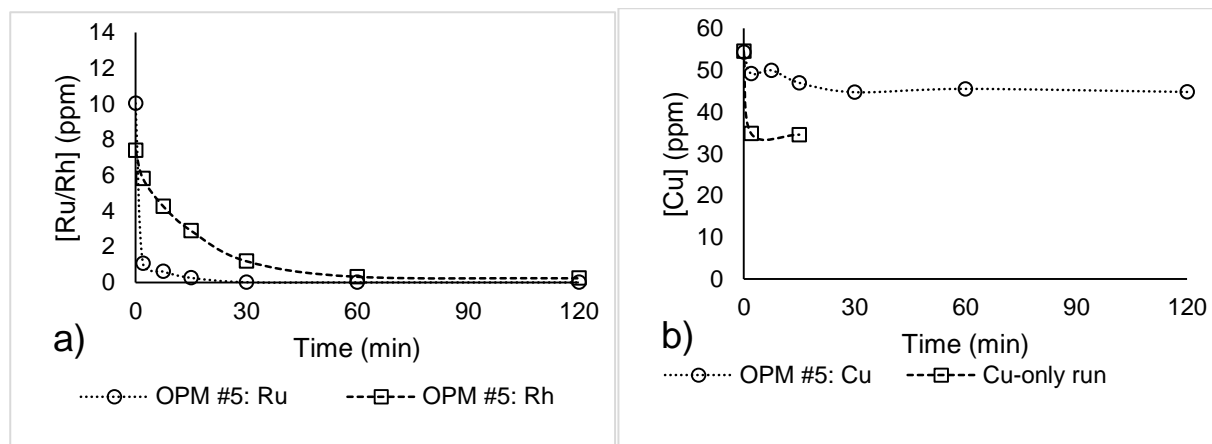 [Ru/Rh] (ppm)
14
12
10
8
6
4
2
0
0 30 60 90 120
Time (min)
a)
OPM #5: Ru OPM #5: Rh
[Cu] (ppm)
60
50
40
30
20
10
0
0 30 60 90 120
Time (min)
b)
OPM #5: Cu Cu-only run